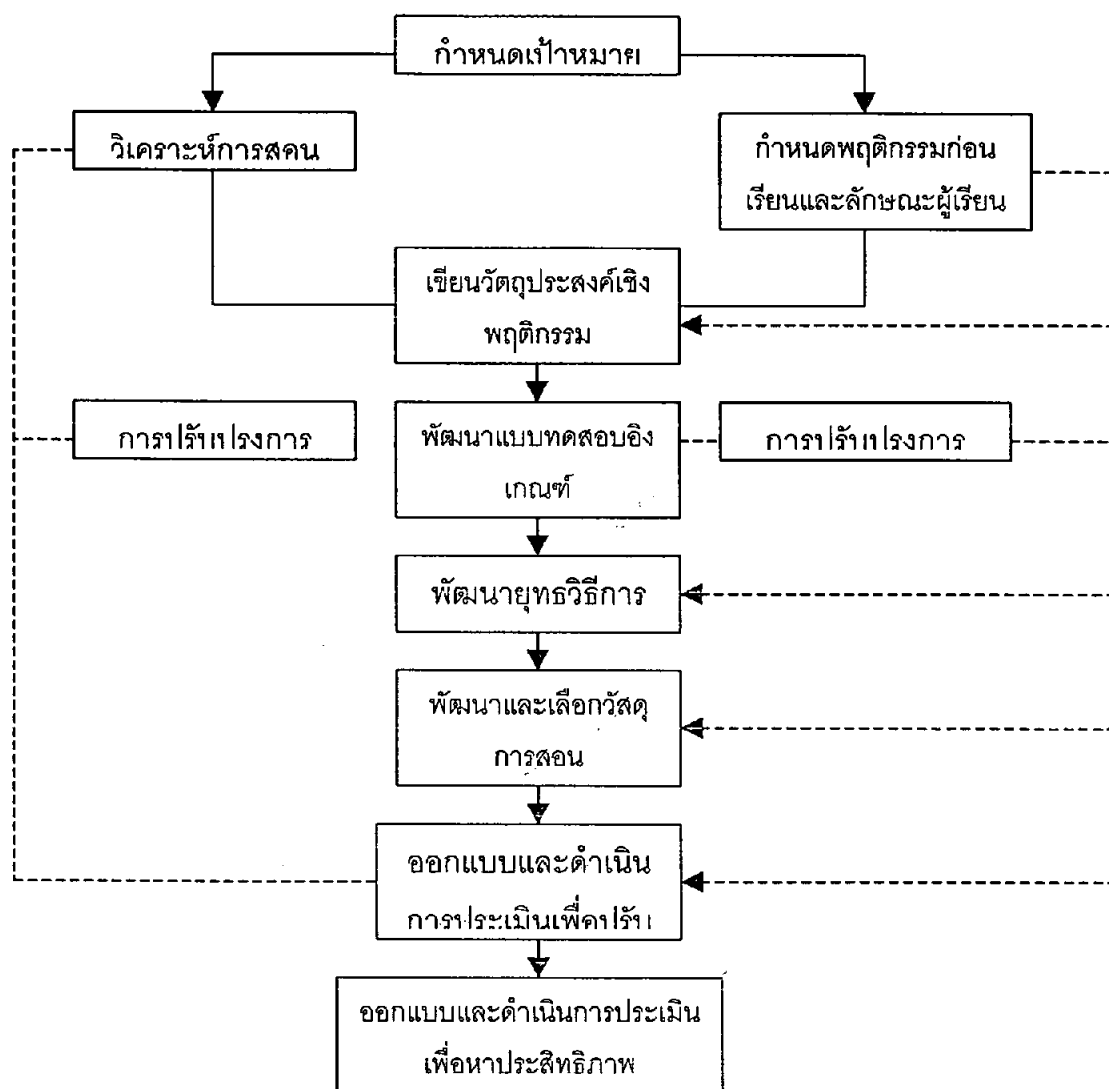 กำหนดเป้าหมาย
วิเคราะห์การสอน
กำหนดพฤติกรรมก่อน
เรียนและลักษณะผู้เรียน
เขียนวัตถุประสงค์เชิง
พฤติกรรม
การปรับปรุงการ
พัฒนาแบบทดสอบอิง
เกณฑ์
การปรับปรุงการ
พัฒนายุทธวิธีการ
พัฒนาและเลือกวัสดุ
การสอน
ออกแบบและดำเนิน
การประเมินเพื่อปรับ
ออกแบบและดำเนินการประเมิน
เพื่อหาประสิทธิภาพ